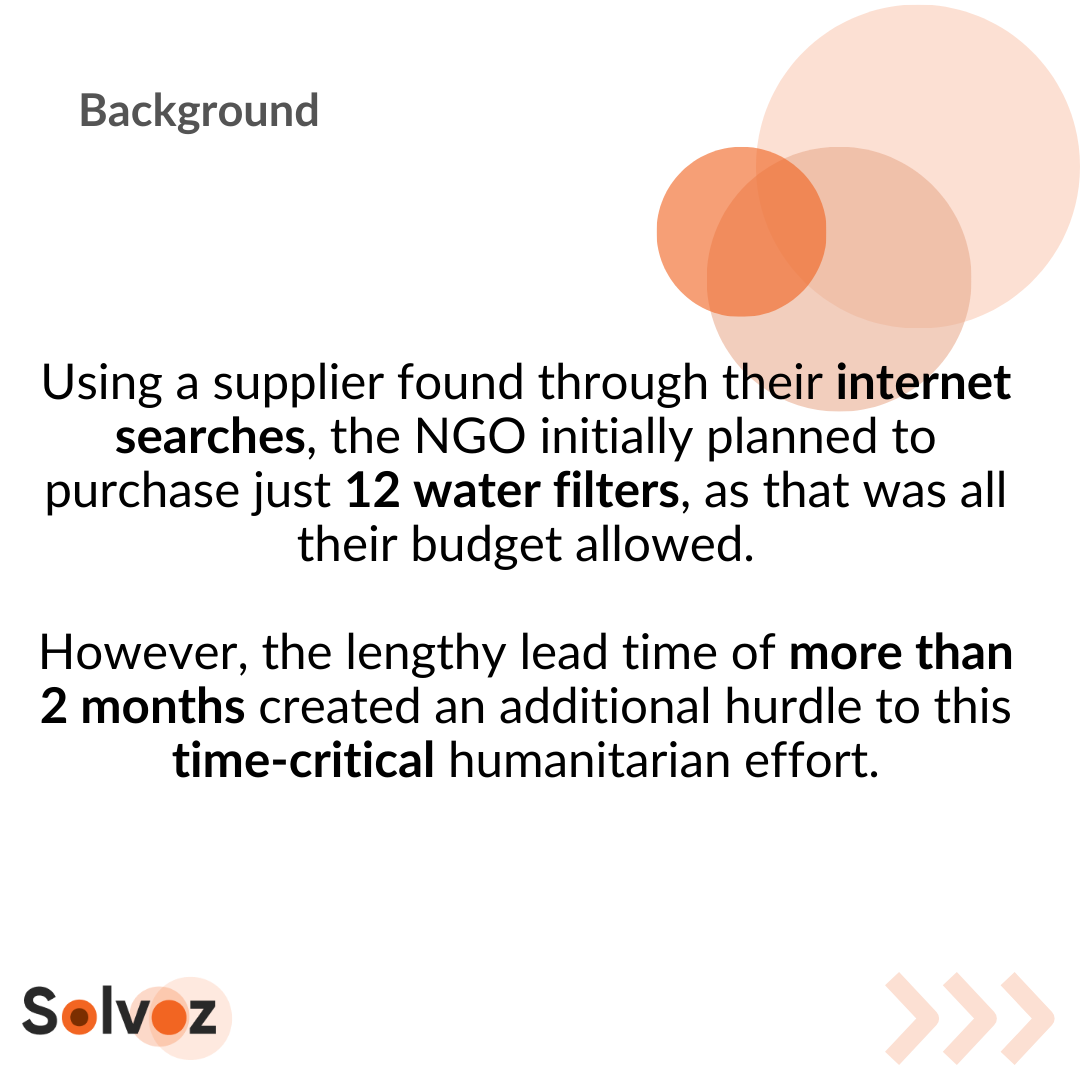 Background
Using a supplier found through their internet
searches, the NGO initially planned to
purchase just 12 water filters, as that was all
their budget allowed.
However, the lengthy lead time of more than
2 months created an additional hurdle to this
time-critical humanitarian effort.
Solvoz